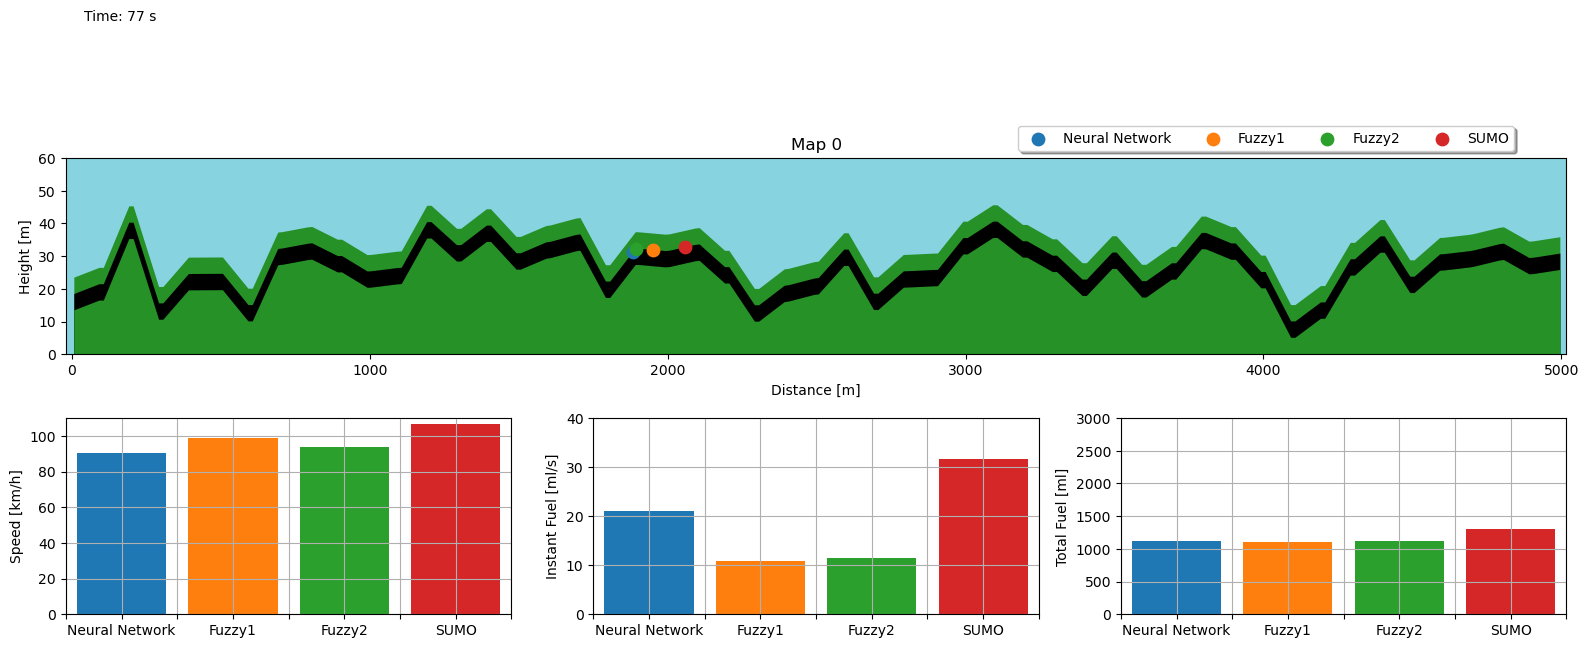 Time: 77 s
Map 0
Neural Network Fuzzy1 Fuzzy2 SUMO
Height [m]
60
50
40
30
20
10
0
0 1000 2000 3000 4000 5000
Distance [m]
Speed [km/h]
100
80
60
40
20
0
Neural Network Fuzzy1 Fuzzy2 SUMO
Instant Fuel [ml/s]
40
30
20
10
0
Neural Network Fuzzy1 Fuzzy2 SUMO
Total Fuel [ml]
3000
2500
2000
1500
1000
500
0
Neural Network Fuzzy1 Fuzzy2 SUMO